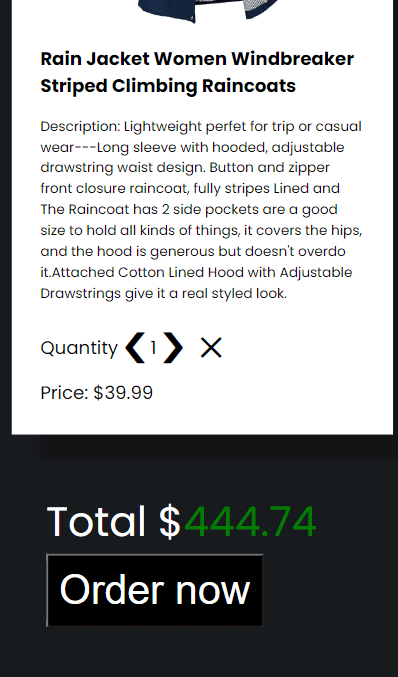 Rain Jacket Women Windbreaker
Striped Climbing Raincoats
Description: Lightweight perfet for trip or casual
wear---Long sleeve with hooded, adjustable
drawstring waist design. Button and zipper
front closure raincoat, fully stripes Lined and
The Raincoat has 2 side pockets are a good
size to hold all kinds of things, it covers the hips,
and the hood is generous but doesn't overdo
it.Attached Cotton Lined Hood with Adjustable
Drawstrings give it a real styled look.
Quantity ❮ 1 ❯ ✕
Price: $39.99
Total $444.74
Order now